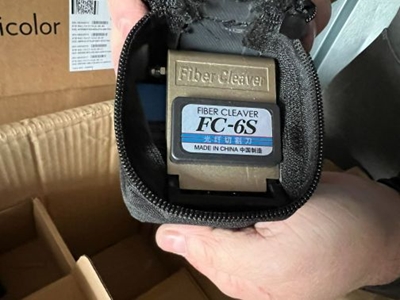 icolor
Fiber Cleaver
FIBER CLEAVER
FC-6S
光纤切割刀
MADE IN CHINA 中国制造